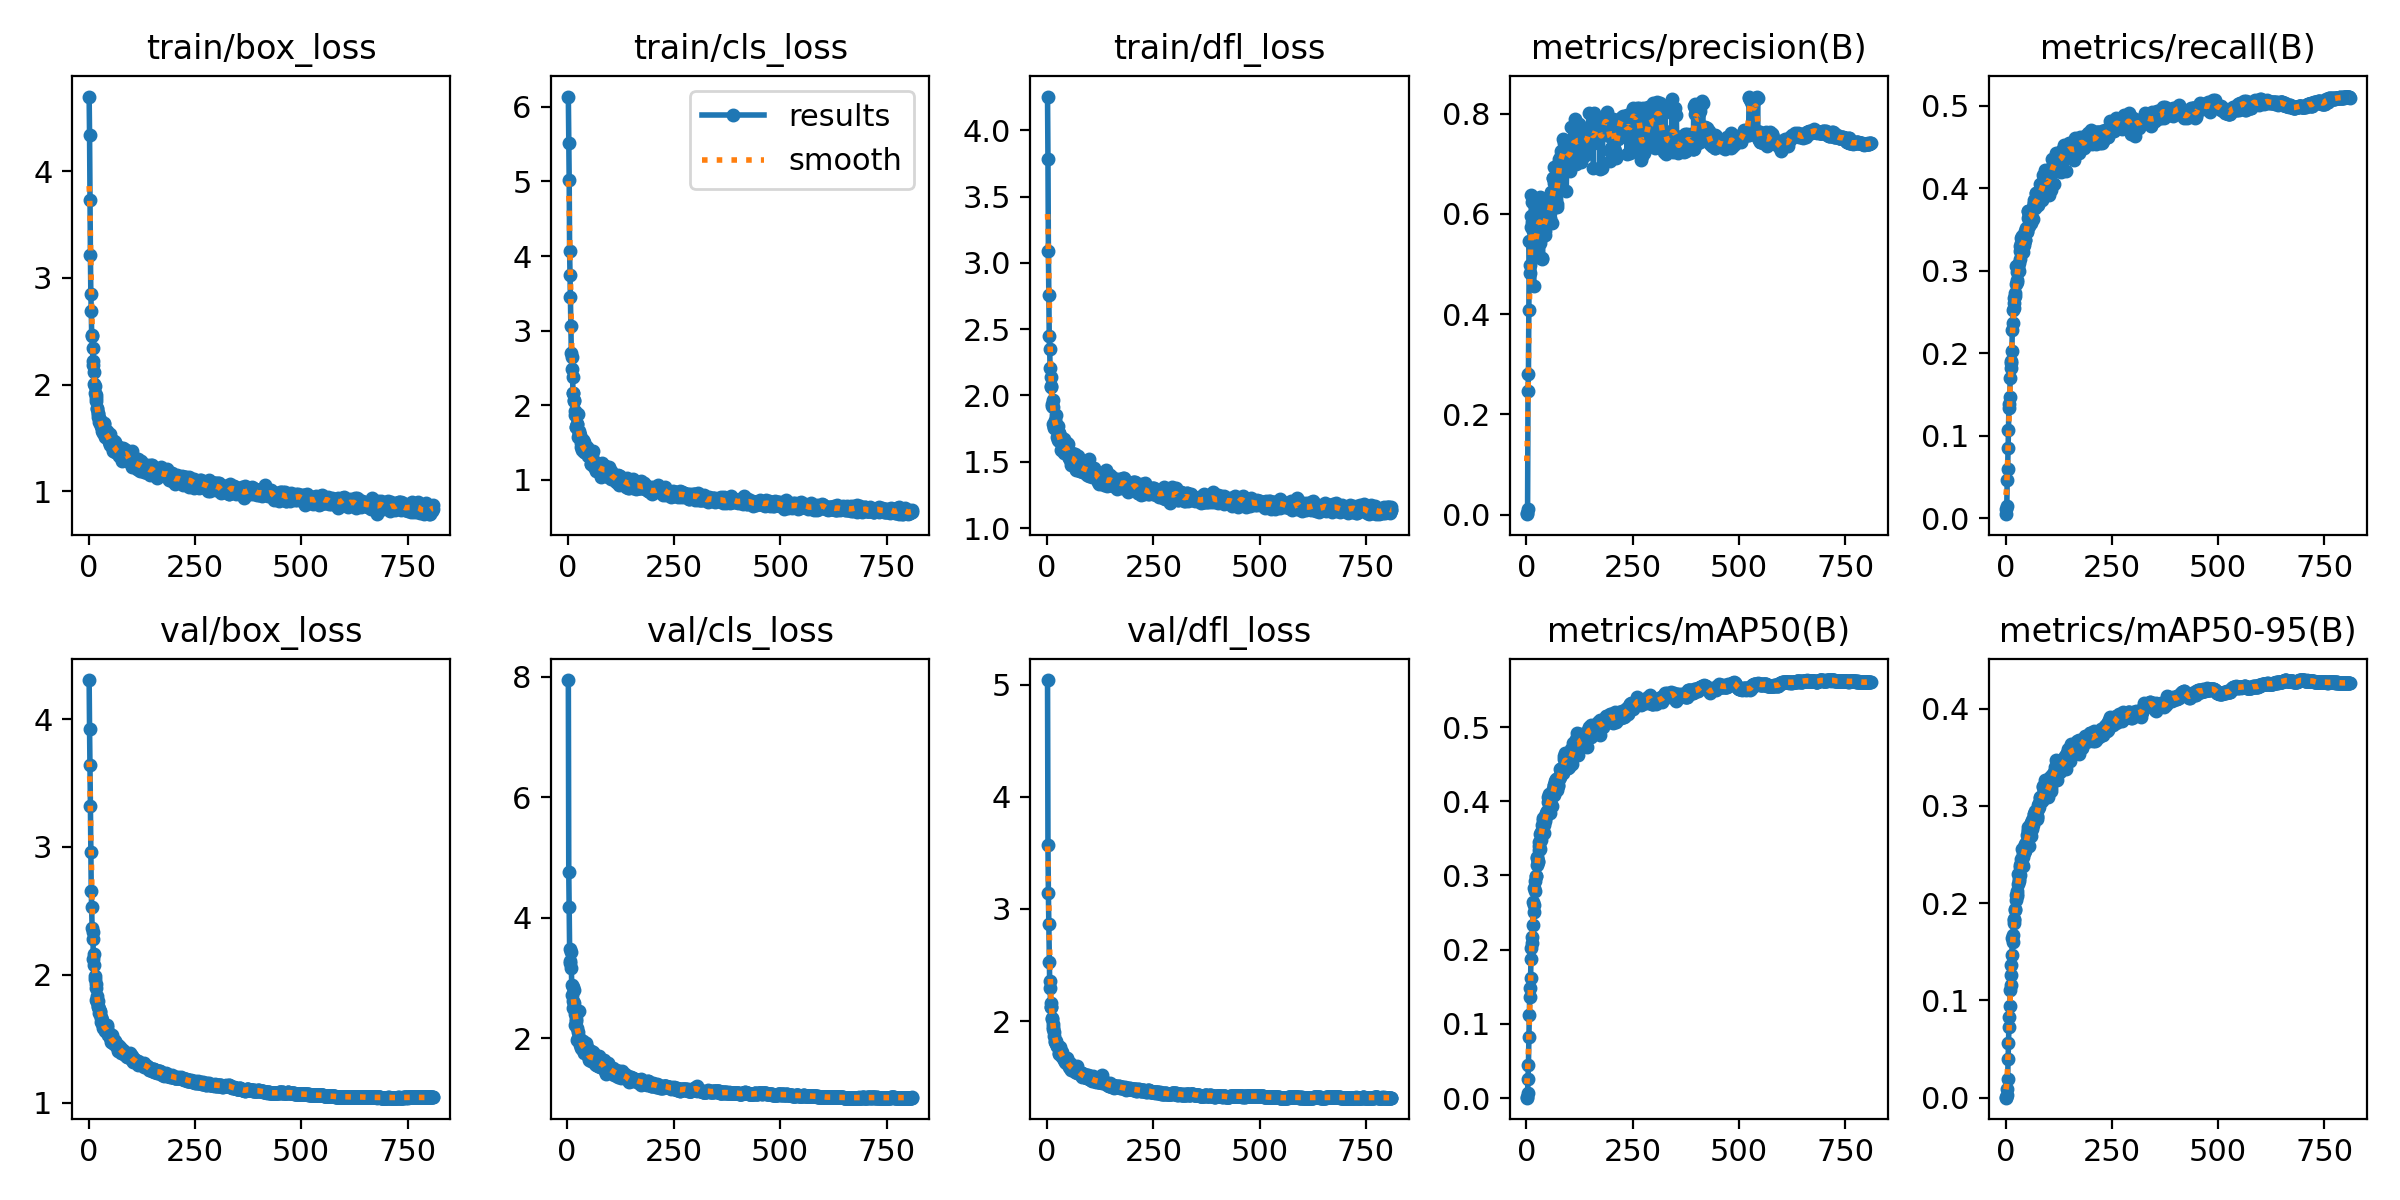 train/box_loss
4
3
2
1
0 250 500 750
train/cls_loss
results
smooth
6
5
4
3
2
1
0 250 500 750
train/dfl_loss
4.0
3.5
3.0
2.5
2.0
1.5
1.0
0 250 500 750
metrics/precision(B)
0.8
0.6
0.4
0.2
0.0
0 250 500 750
metrics/recall(B)
0.5
0.4
0.3
0.2
0.1
0.0
0 250 500 750
val/box_loss
4
3
2
1
0 250 500 750
val/cls_loss
8
6
4
2
0 250 500 750
val/dfl_loss
5
4
3
2
0 250 500 750
metrics/mAP50(B)
0.5
0.4
0.3
0.2
0.1
0.0
0 250 500 750
metrics/mAP50-95(B)
0.4
0.3
0.2
0.1
0.0
0 250 500 750